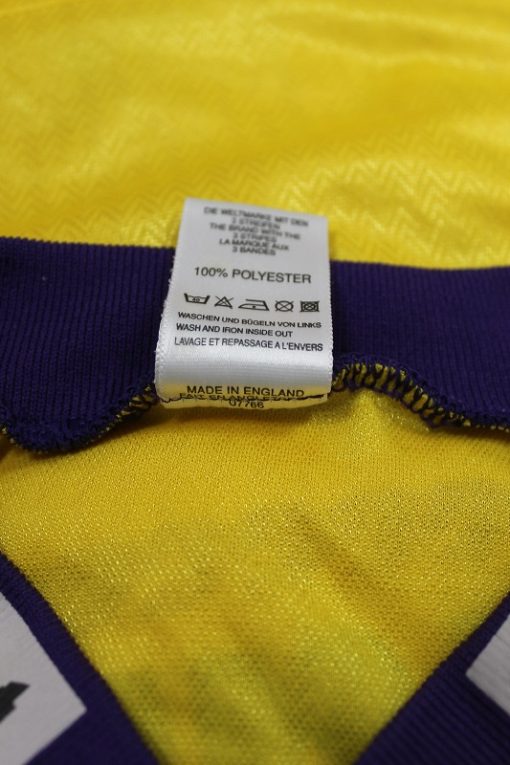 DIE WELTMARKE MIT DEN
3 STREIFEN
THE BRAND WITH THE
3 STRIPES
LA MARQUE AUX
3 BANDES
100% POLYESTER
WASCHEN UND BÜGELN VON LINKS
WASH AND IRON INSIDE OUT
LAVAGE ET REPASSAGE A L'ENVERS
MADE IN ENGLAND
07766